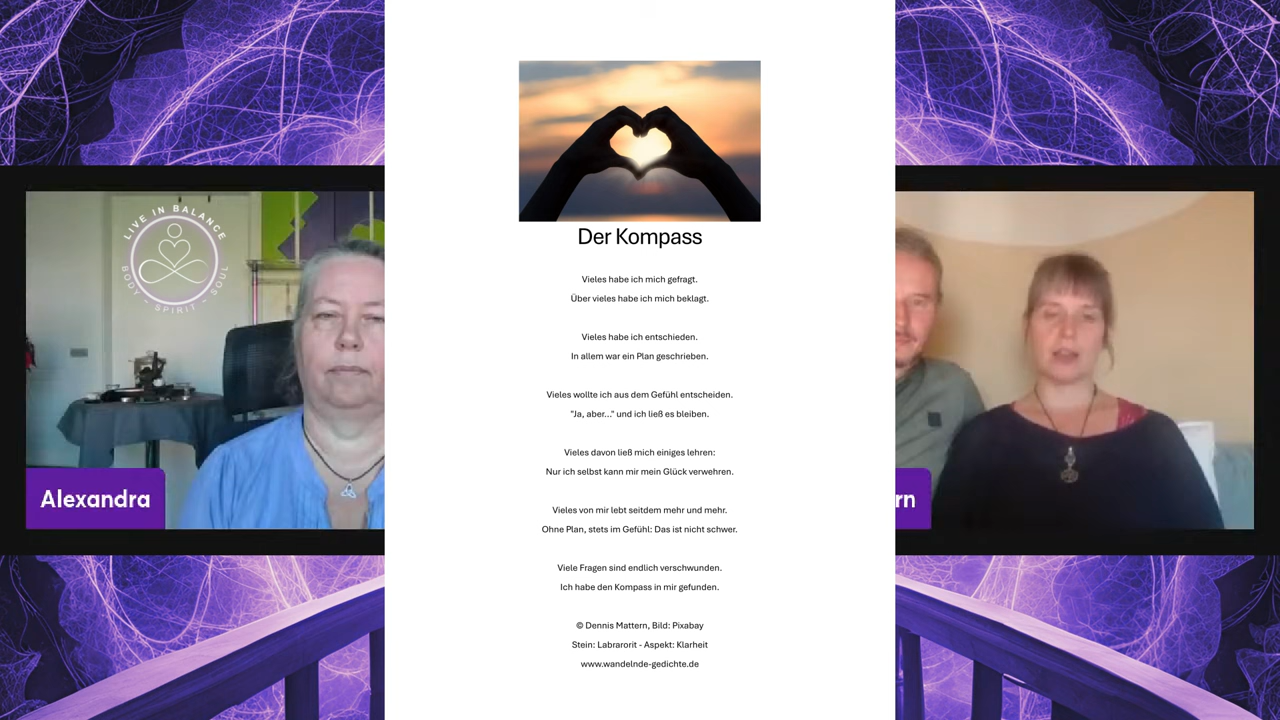 LIVE IN BALANCE
BODY ~ SPIRIT ~ SOUL
Alexandra
Der Kompass
Vieles habe ich mich gefragt.
Über vieles habe ich mich beklagt.
Vieles habe ich entschieden.
In allem war ein Plan geschrieben.
Vieles wollte ich aus dem Gefühl entscheiden.
"Ja, aber..." und ich ließ es bleiben.
Vieles davon ließ mich einiges lehren:
Nur ich selbst kann mir mein Glück verwehren.
Vieles von mir lebt seitdem mehr und mehr.
Ohne Plan, stets im Gefühl: Das ist nicht schwer.
Viele Fragen sind endlich verschwunden.
Ich habe den Kompass in mir gefunden.
© Dennis Mattern, Bild: Pixabay
Stein: Labrarorit - Aspekt: Klarheit
www.wandelnde-gedichte.de
rn